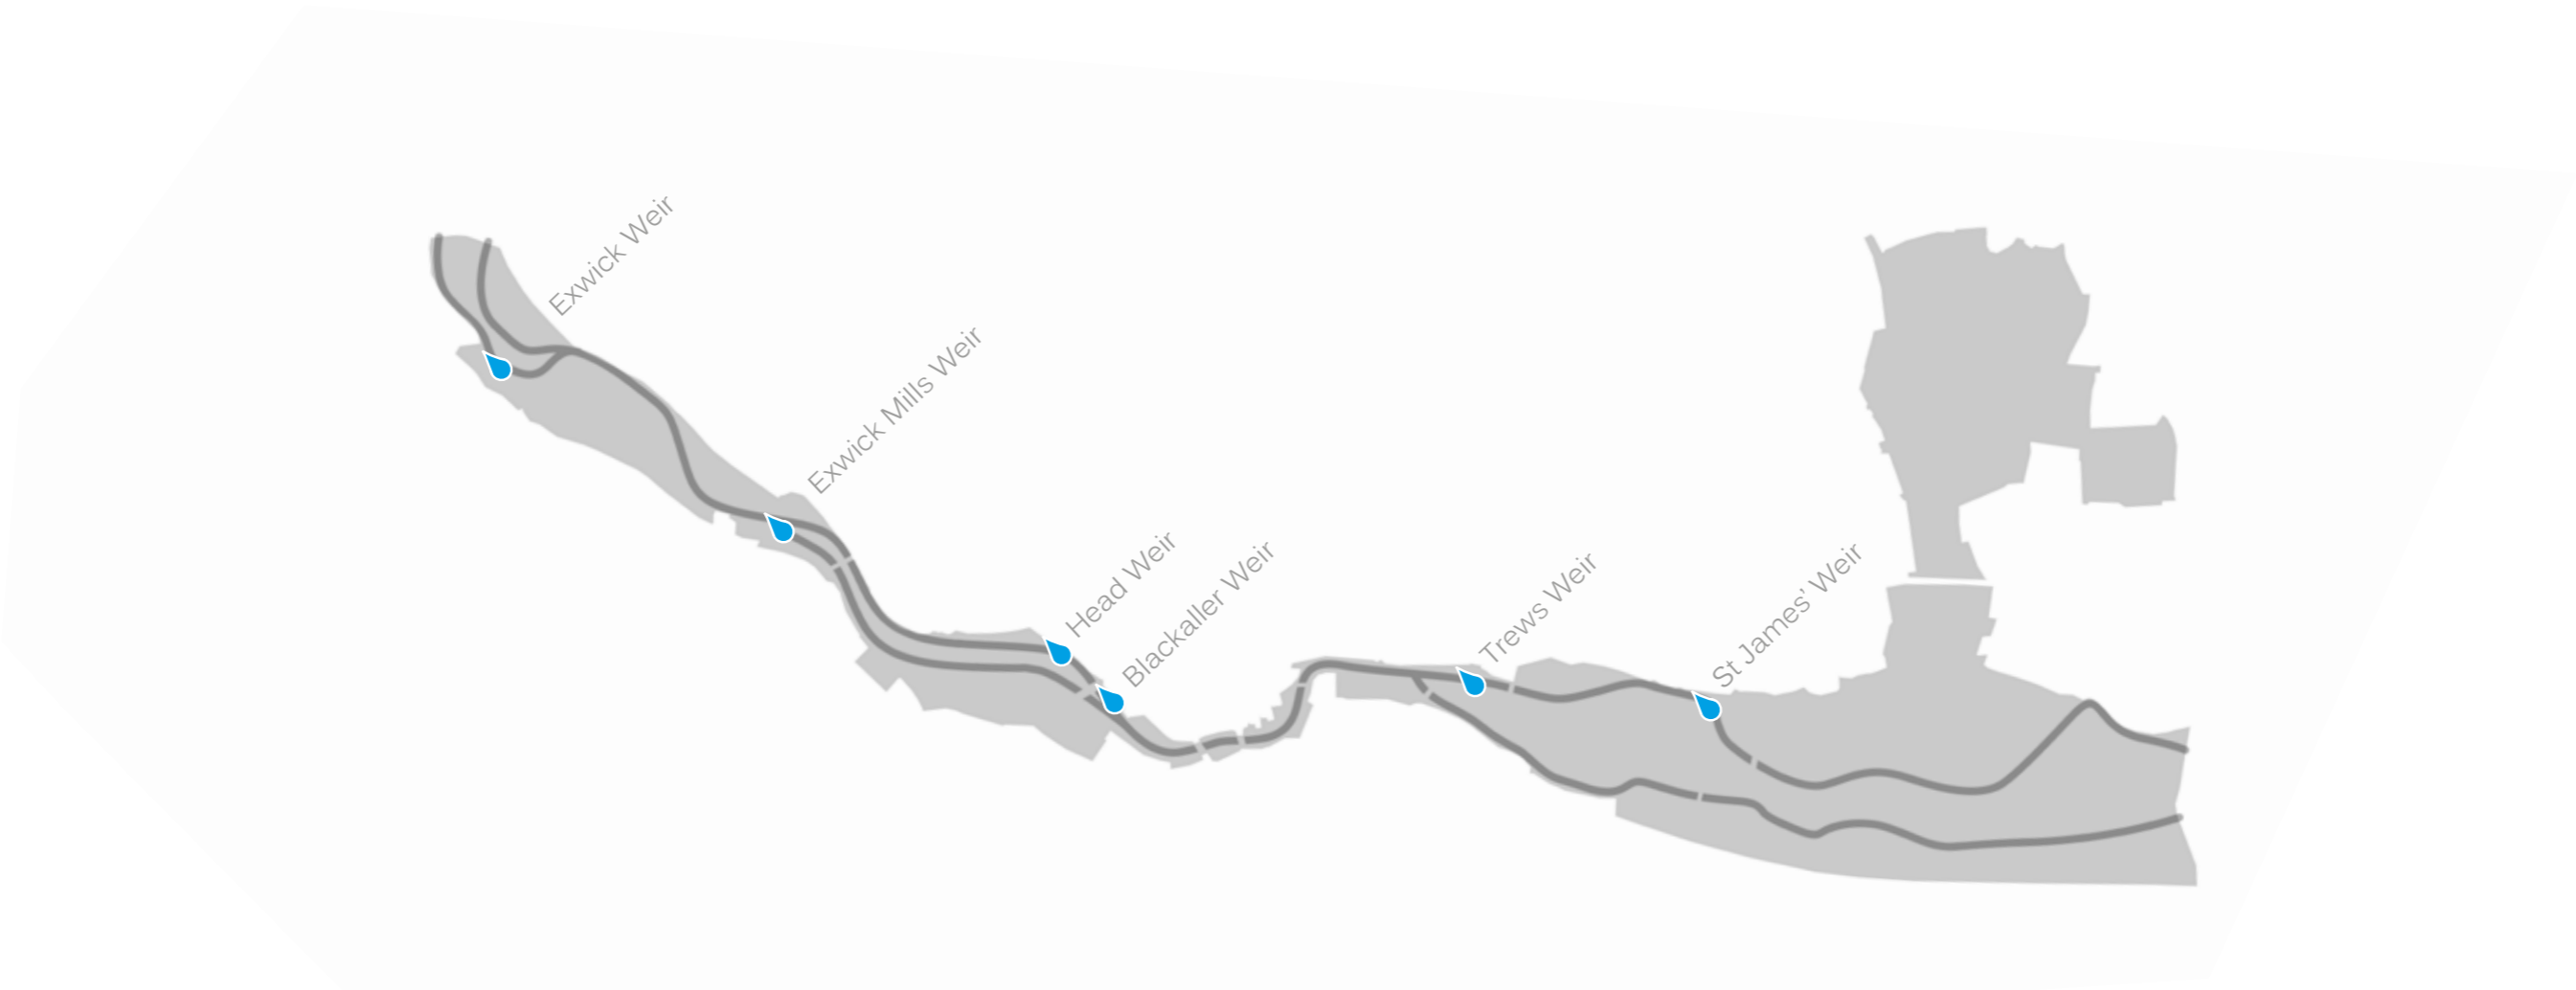 Exwick Weir
Exwick Mills Weir
Head Weir
Blackaller Weir
Trews Weir
St James’ Weir